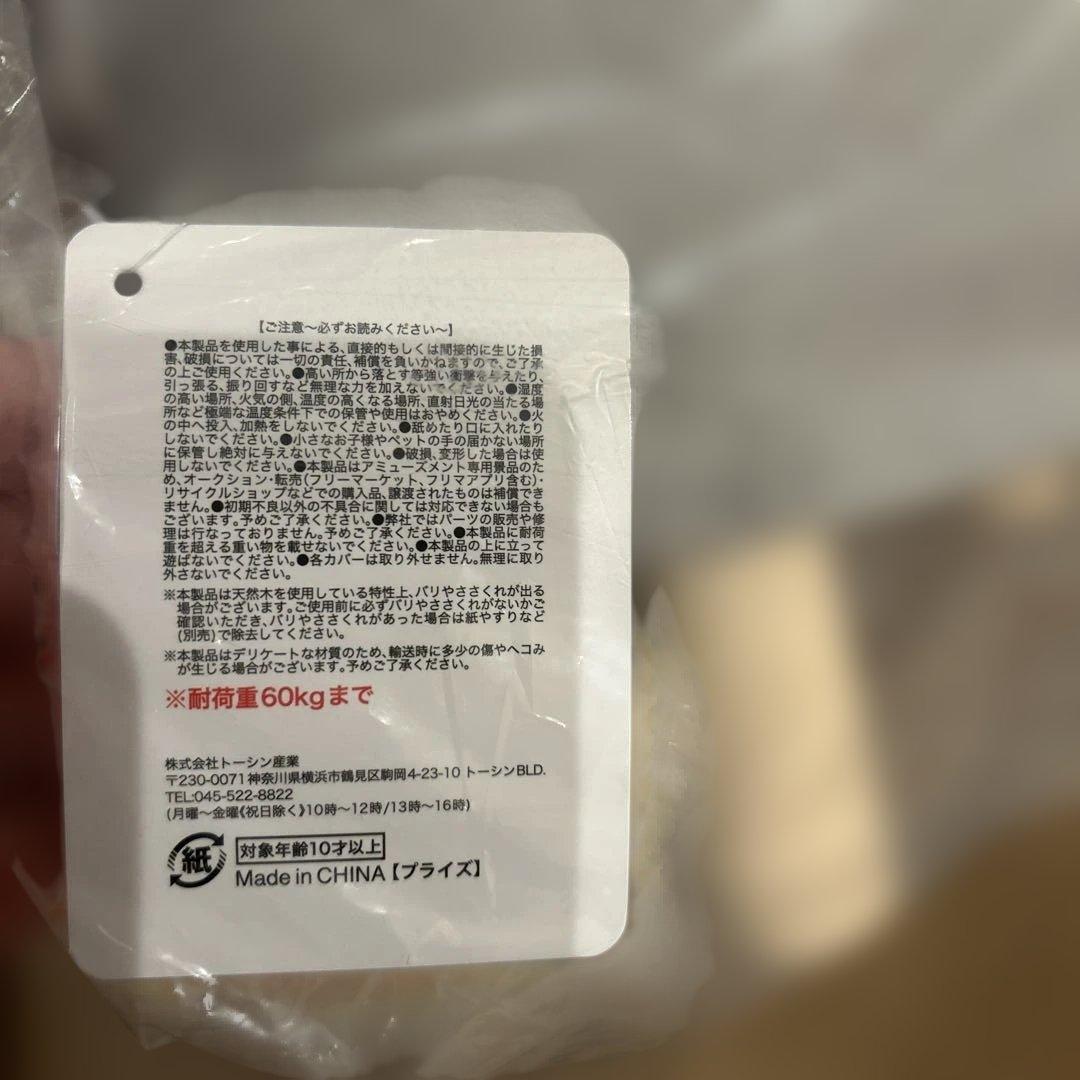 【ご注意～必ずお読みください～】
●本製品を使用した事による、直接的もしくは間接的に生じた損
害、破損については一切の責任、補償を負いかねますので、ご了承
の上ご使用ください。●高い所から落とす等強い衝撃を与えたり、
引っ張る、振り回すなど無理な力を加えないでください。●湿度
の高い場所、火気の側、温度の高くなる場所、直射日光の当たる場
所など極端な温度条件下での保管や使用はおやめください。●火
の中へ投入、加熱をしないでください。●舐めたり口に入れたり
しないでください。●小さなお子様やペットの手の届かない場所
に保管し絶対に与えないでください。●破損、変形した場合は使
用しないでください。●本製品はアミューズメント専用景品のた
め、オークション・転売(フリーマーケット、フリマアプリ含む)・
リサイクルショップなどでの購入品、譲渡されたものは補償でき
ません。●初期不良以外の不具合に関しては対応できない場合も
ございます。予めご了承ください。●弊社ではパーツの販売や修
理は行なっておりません。予めご了承ください。●本製品に耐荷
重を超える重い物を載せないでください。●本製品の上に立って
遊ばないでください。●各カバーは取り外せません。無理に取り
外さないでください。
※本製品は天然木を使用している特性上、バリやささくれが出る
場合がございます。ご使用前に必ずバリやささくれがないかご
確認いただき、バリやささくれがあった場合は紙やすりなど
(別売)で除去してください。
※本製品はデリケートな材質のため、輸送時に多少の傷やヘコみ
が生じる場合がございます。予めご了承ください。
※耐荷重60kgまで
株式会社トーシン産業
〒230-0071 神奈川県横浜市鶴見区駒岡4-23-10 トーシンBLD.
TEL:045-522-8822
(月曜～金曜《祝日除く》10時～12時/13時～16時)
紙
対象年齢10才以上
Made in CHINA【プライズ】